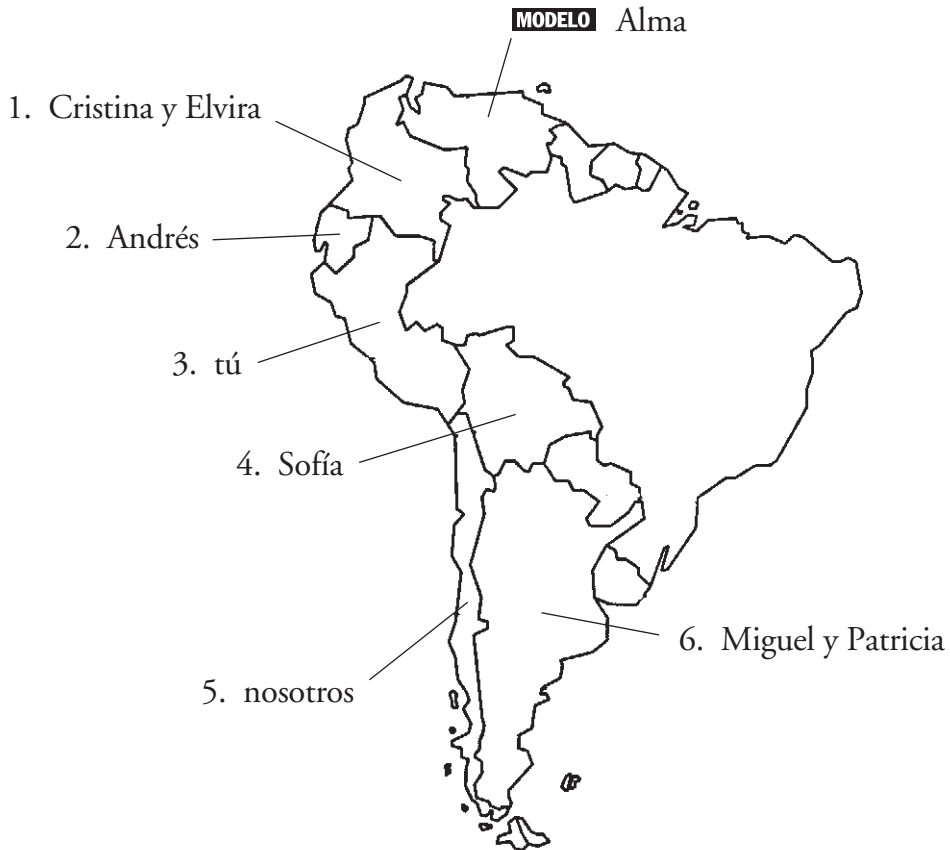 MODELO Alma
1. Cristina y Elvira
2. Andrés
3. tú
4. Sofía
5. nosotros
6. Miguel y Patricia